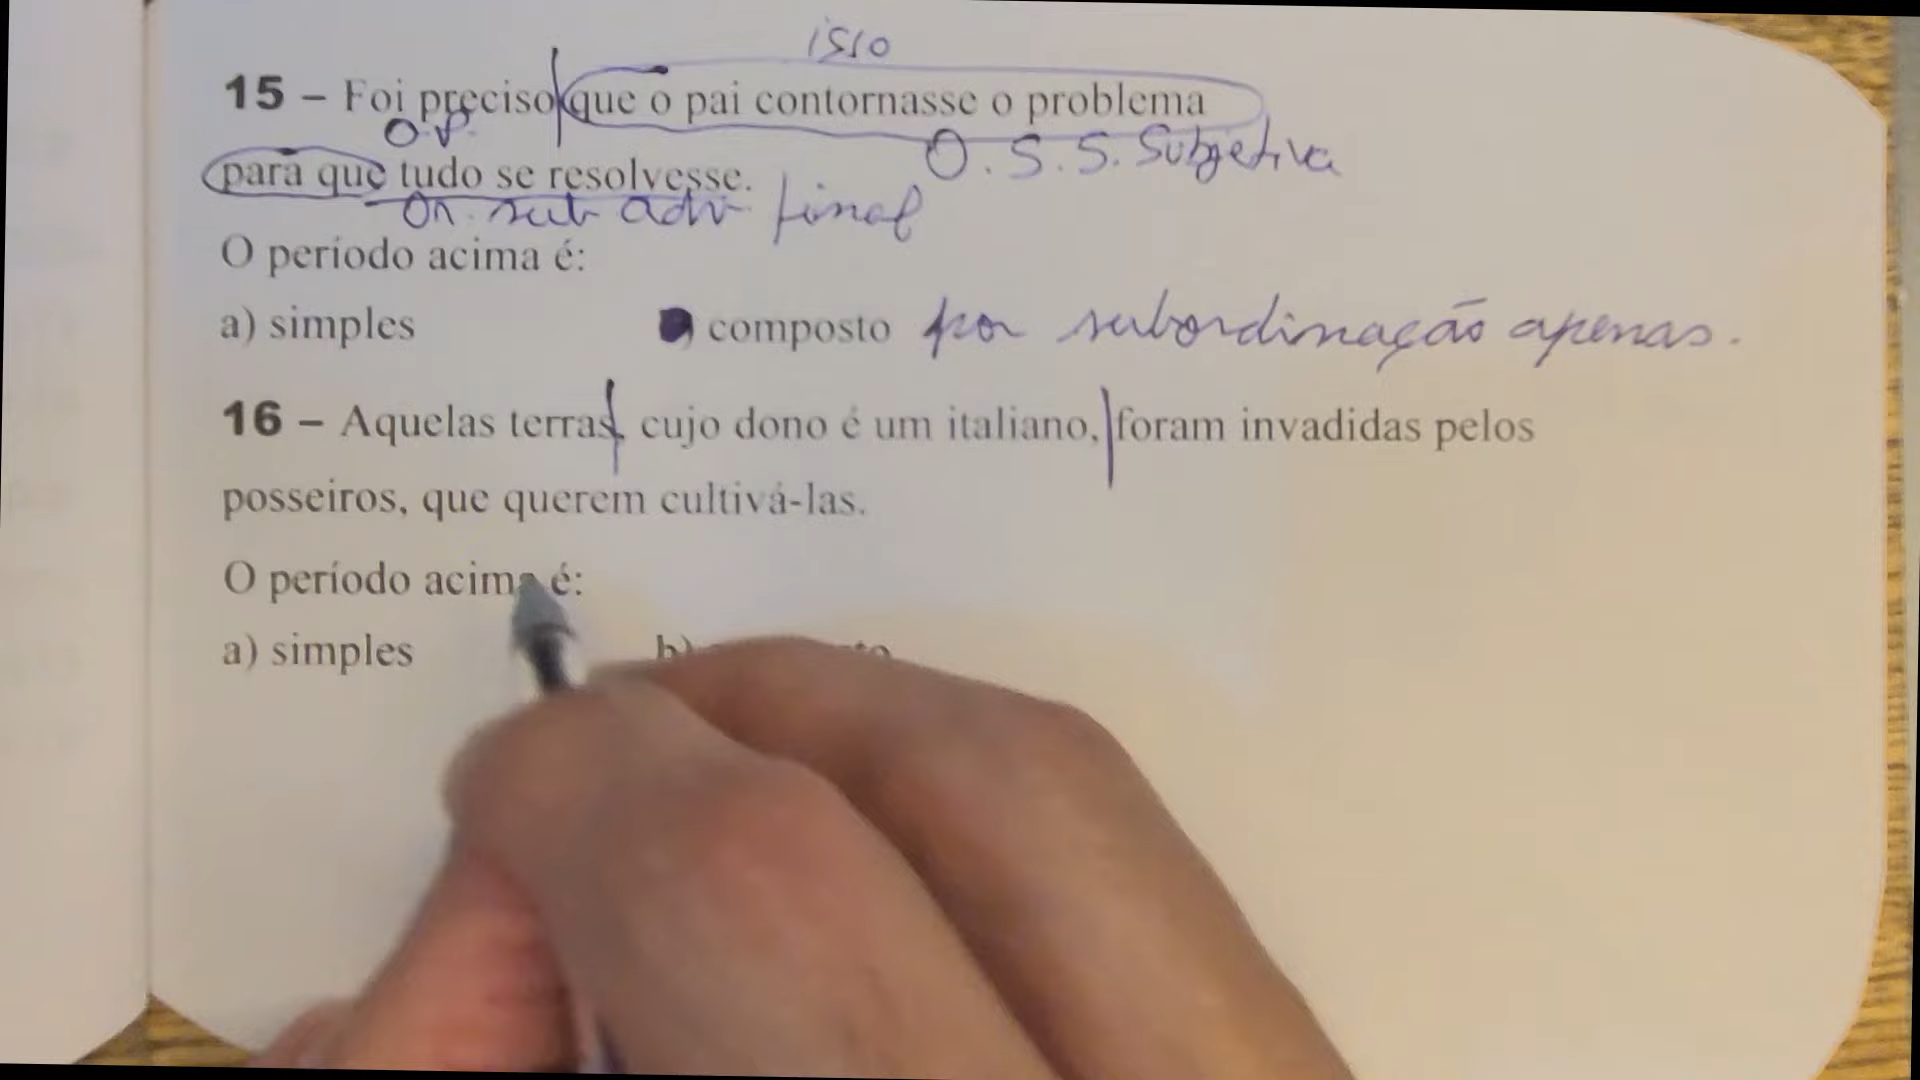 isso
15 – Foi preciso que o pai contornasse o problema
O.P. O. S. S. Subjetiva
para que tudo se resolvesse.
Or. sub adv final
O período acima é:
a) simples composto por subordinação apenas.
16 – Aquelas terras, cujo dono é um italiano, foram invadidas pelos
posseiros, que querem cultivá-las.
O período acima é:
a) simples b)